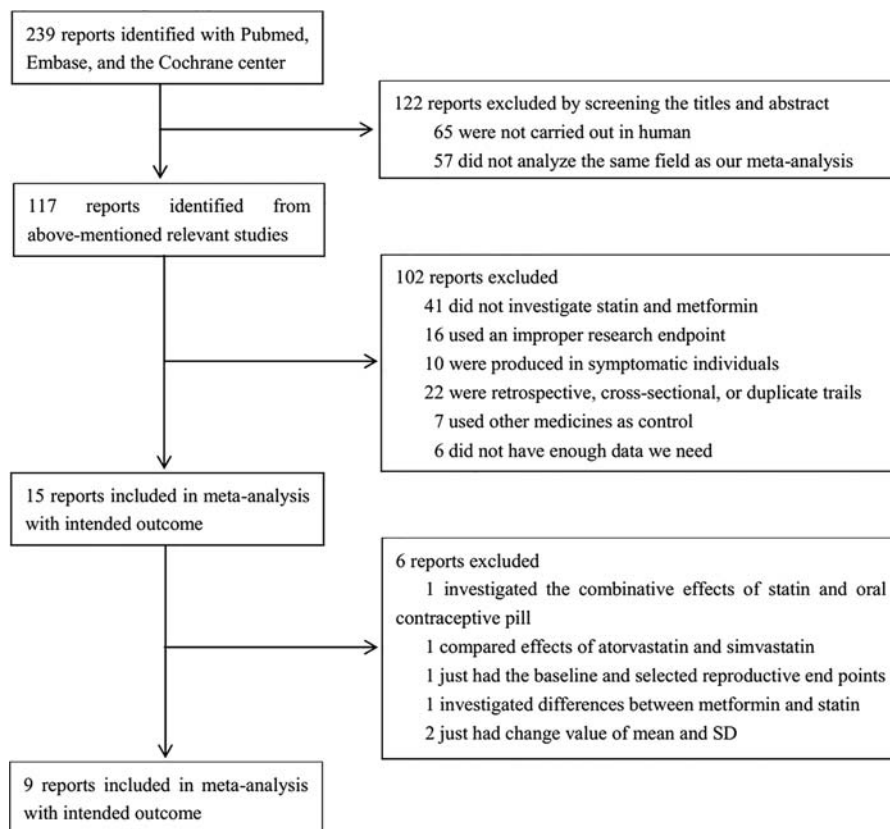 239 reports identified with Pubmed,
Embase, and the Cochrane center
122 reports excluded by screening the titles and abstract
65 were not carried out in human
57 did not analyze the same field as our meta-analysis
117 reports identified from
above-mentioned relevant studies
102 reports excluded
41 did not investigate statin and metformin
16 used an improper research endpoint
10 were produced in symptomatic individuals
22 were retrospective, cross-sectional, or duplicate trails
7 used other medicines as control
6 did not have enough data we need
15 reports included in meta-analysis
with intended outcome
6 reports excluded
1 investigated the combinative effects of statin and oral
contraceptive pill
1 compared effects of atorvastatin and simvastatin
1 just had the baseline and selected reproductive end points
1 investigated differences between metformin and statin
2 just had change value of mean and SD
9 reports included in meta-analysis
with intended outcome